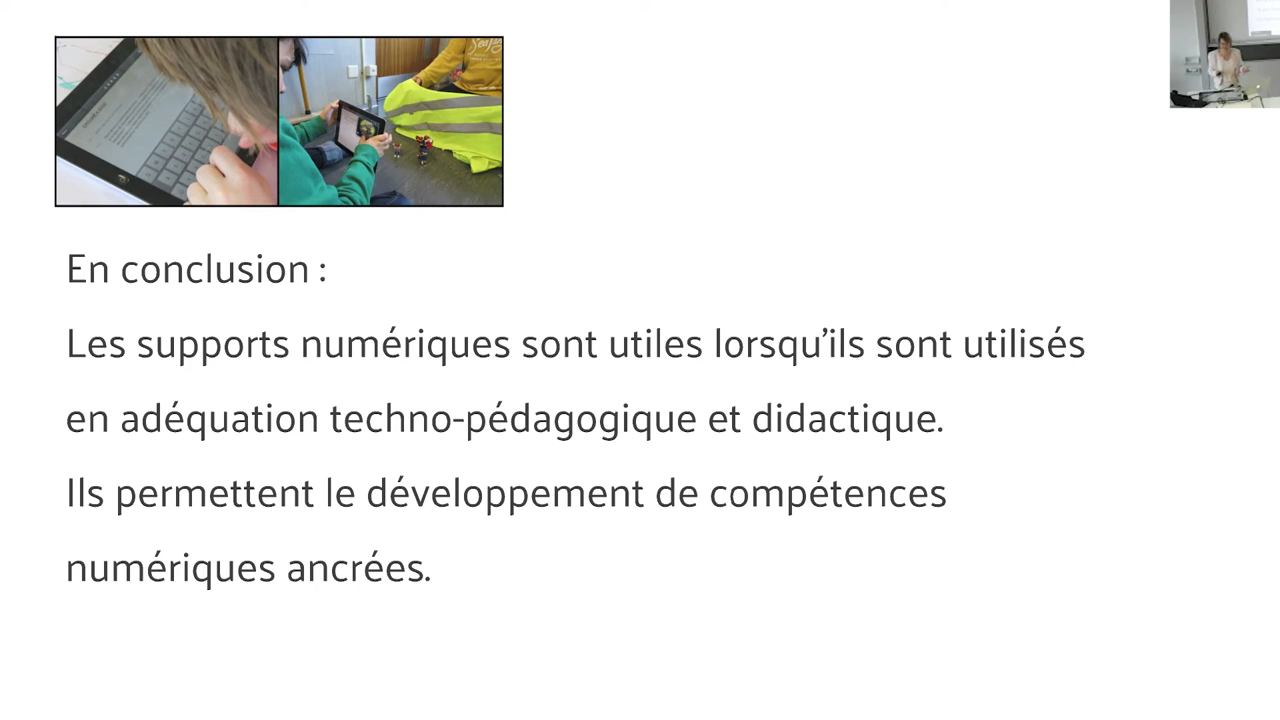 En conclusion :
Les supports numériques sont utiles lorsqu'ils sont utilisés
en adéquation techno-pédagogique et didactique.
Ils permettent le développement de compétences
numériques ancrées.